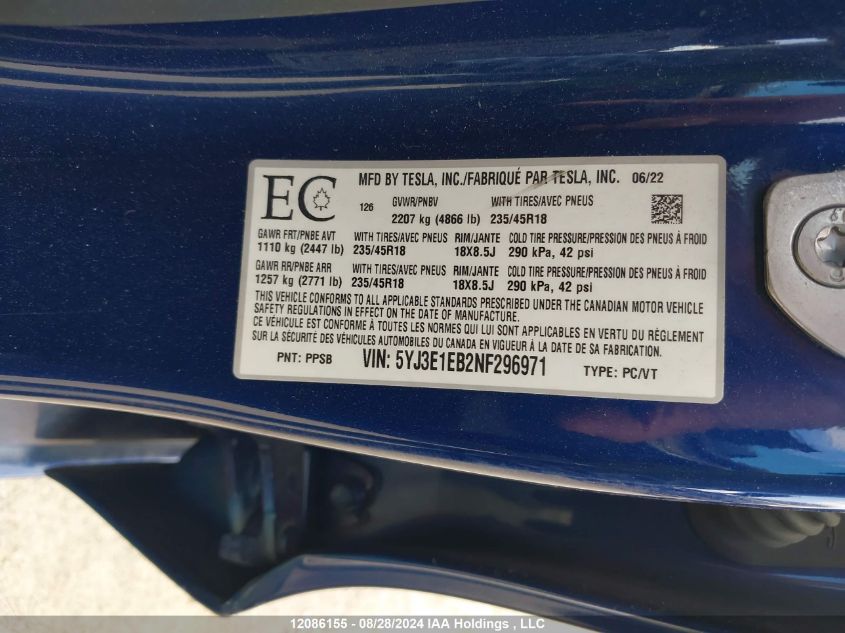 EC
MFD BY TESLA, INC./FABRIQUÉ PAR TESLA, INC. 06/22
126 GVWR/PNBV WITH TIRES/AVEC PNEUS
2207 kg (4866 lb) 235/45R18
GAWR FRT/PNBE AVT WITH TIRES/AVEC PNEUS RIM/JANTE COLD TIRE PRESSURE/PRESSION DES PNEUS À FROID
1110 kg (2447 lb) 235/45R18 18X8.5J 290 kPa, 42 psi
GAWR RR/PNBE ARR WITH TIRES/AVEC PNEUS RIM/JANTE COLD TIRE PRESSURE/PRESSION DES PNEUS À FROID
1257 kg (2771 lb) 235/45R18 18X8.5J 290 kPa, 42 psi
THIS VEHICLE CONFORMS TO ALL APPLICABLE STANDARDS PRESCRIBED UNDER THE CANADIAN MOTOR VEHICLE
SAFETY REGULATIONS IN EFFECT ON THE DATE OF MANUFACTURE.
CE VÉHICULE EST CONFORME À TOUTES LES NORMES QUI LUI SONT APPLICABLES EN VERTU DU RÈGLEMENT
SUR LA SÉCURITÉ DES VÉHICULES AUTOMOBILES DU CANADA EN VIGUEUR À LA DATE DE SA FABRICATION.
PNT: PPSB VIN: 5YJ3E1EB2NF296971 TYPE: PC/VT
12086155 - 08/28/2024 IAA Holdings, LLC.